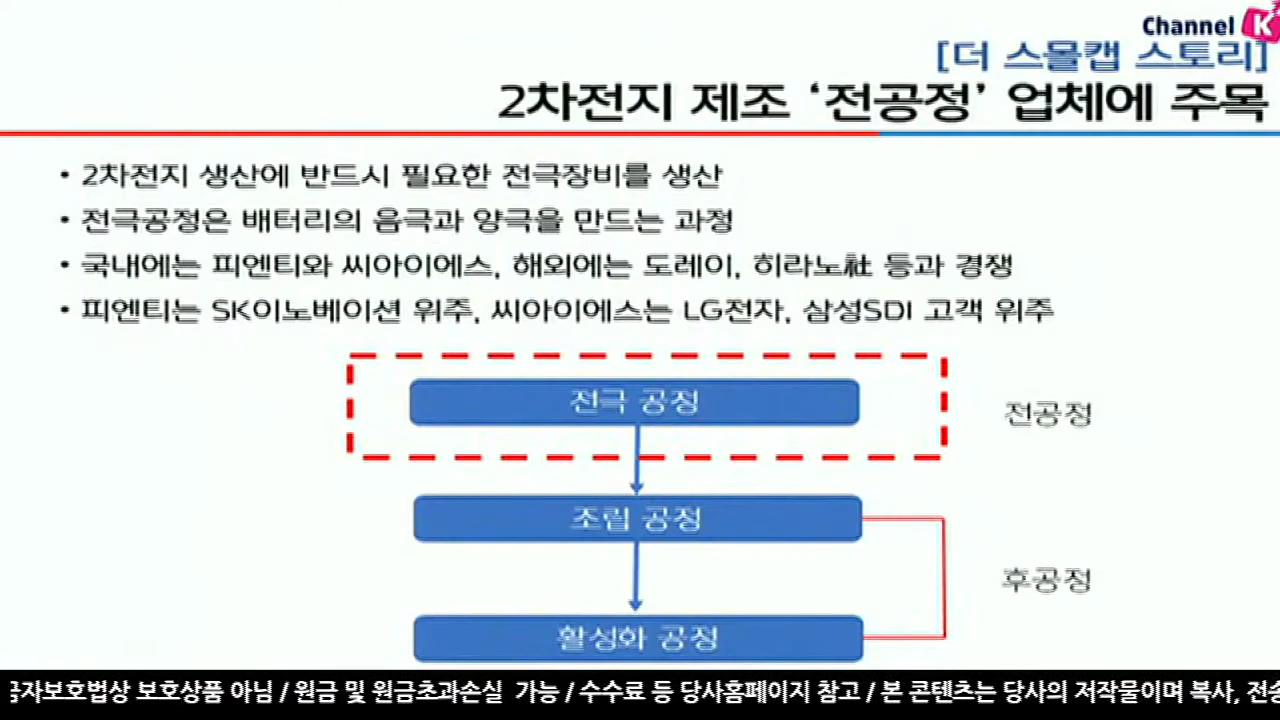 Channel K
[더 스몰캡 스토리]
2차전지 제조 ‘전공정’ 업체에 주목
• 2차전지 생산에 반드시 필요한 전극장비를 생산
• 전극공정은 배터리의 음극과 양극을 만드는 과정
• 국내에는 피엔티와 씨아이에스, 해외에는 도레이, 히라노社 등과 경쟁
• 피엔티는 SK이노베이션 위주, 씨아이에스는 LG전자, 삼성SDI 고객 위주
전극 공정
전공정
조립 공정
후공정
활성화 공정
금자보호법상 보호상품 아님 / 원금 및 원금초과손실 가능 / 수수료 등 당사홈페이지 참고 / 본 콘텐츠는 당사의 저작물이며 복사, 전송